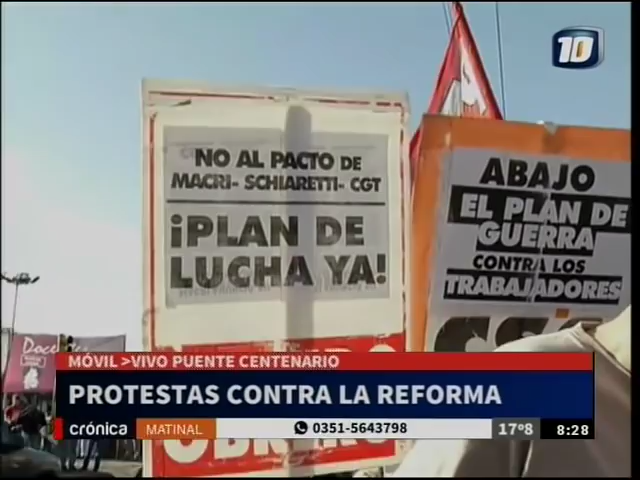 10
NO AL PACTO DE
MACRI- SCHIARETTI- CGT
¡PLAN DE
LUCHA YA!
ABAJO
EL PLAN DE
GUERRA
CONTRA LOS
TRABAJADORES
MÓVIL >VIVO PUENTE CENTENARIO
PROTESTAS CONTRA LA REFORMA
crónica MATINAL 0351-5643798 17°8 8:28